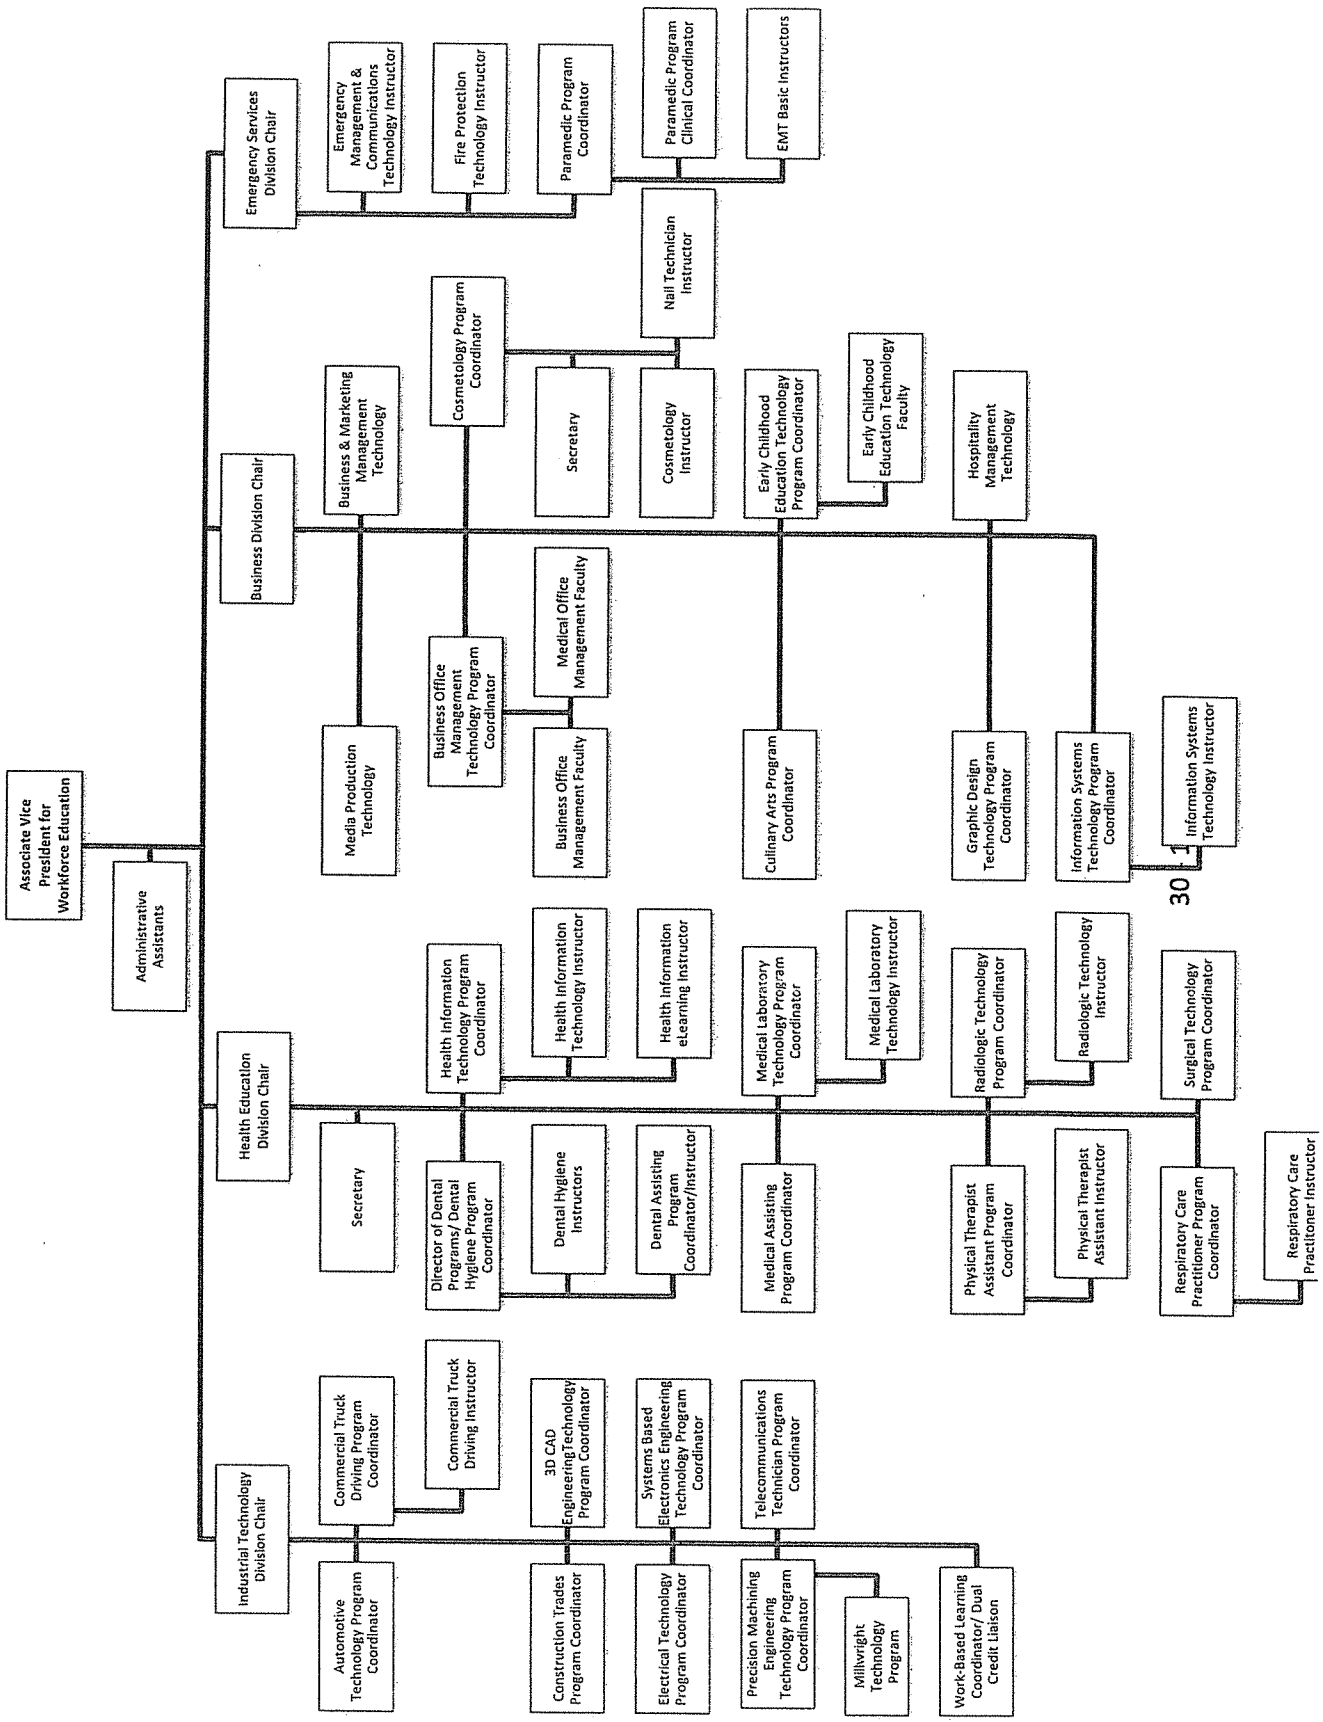 Associate Vice
President for
Workforce Education
Administrative
Assistants
Industrial Technology
Division Chair
Automotive
Technology Program
Coordinator
Commercial Truck
Driving Program
Coordinator
Commercial Truck
Driving Instructor
Construction Trades
Program Coordinator
3D CAD
EngineeringTechnology
Program Coordinator
Electrical Technology
Program Coordinator
Systems Based
Electronics Engineering
Technology Program
Coordinator
Precision Machining
Engineering
Technology Program
Coordinator
Telecommunications
Technician Program
Coordinator
Millwright
Technology
Program
Work-Based Learning
Coordinator/ Dual
Credit Liaison
Health Education
Division Chair
Secretary
Director of Dental
Programs/ Dental
Hygiene Program
Coordinator
Health Information
Technology Program
Coordinator
Dental Hygiene
Instructors
Health Information
Technology Instructor
Dental Assisting
Program
Coordinator/Instructor
Health Information
eLearning Instructor
Medical Assisting
Program Coordinator
Medical Laboratory
Technology Program
Coordinator
Medical Laboratory
Technology Instructor
Physical Therapist
Assistant Program
Coordinator
Radiologic Technology
Program Coordinator
Physical Therapist
Assistant Instructor
Radiologic Technology
Instructor
Respiratory Care
Practitioner Program
Coordinator
Surgical Technology
Program Coordinator
Respiratory Care
Practitoner Instructor
Business Division Chair
Media Production
Technology
Business & Marketing
Management
Technology
Business Office
Management
Technology Program
Coordinator
Cosmetology Program
Coordinator
Business Office
Management Faculty
Medical Office
Management Faculty
Secretary
Cosmetology
Instructor
Nail Technician
Instructor
Culinary Arts Program
Coordinator
Early Childhood
Education Technology
Program Coordinator
Early Childhood
Education Technology
Faculty
Graphic Design
Technology Program
Coordinator
Hospitality
Management
Technology
Information Systems
Technology Program
Coordinator
Information Systems
Technology Instructor
30 1
Emergency Services
Division Chair
Emergency
Management &
Communications
Technology Instructor
Fire Protection
Technology Instructor
Paramedic Program
Coordinator
Paramedic Program
Clinical Coordinator
EMT Basic Instructors